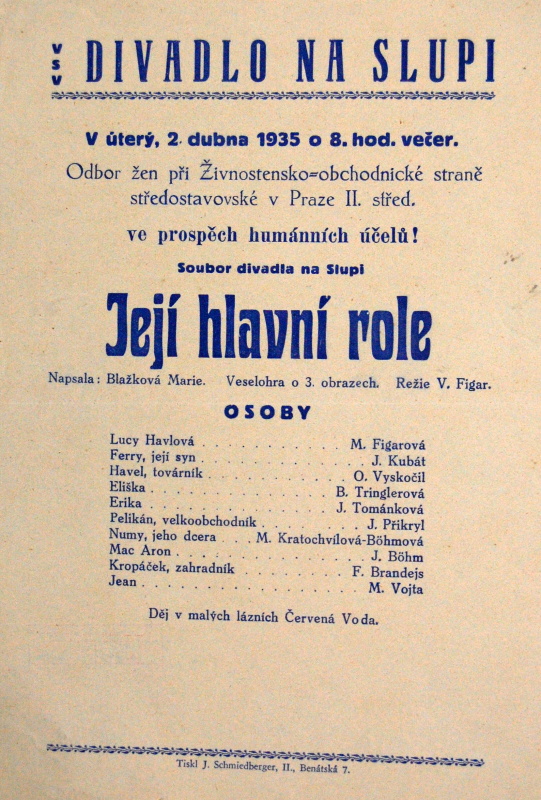 VSV DIVADLO NA SLUPI
V úterý, 2. dubna 1935 o 8. hod. večer.
Odbor žen při Živnostensko=obchodnické straně
středostavovské v Praze II. střed.
ve prospěch humánních účelů!
Soubor divadla na Slupi
Její hlavní role
Napsala: Blažková Marie. Veselohra o 3. obrazech. Režie V. Figar.
OSOBY
Lucy Havlová . . . . . . . . . . . . M. Figarová
Ferry, její syn . . . . . . . . . . . . J. Kubát
Havel, továrník . . . . . . . . . . O. Vyskočil
Eliška . . . . . . . . . . . . . B. Tringlerová
Erika . . . . . . . . . . . . . J. Tománková
Pelikán, velkoobchodník . . . . . . . J. Přikryl
Numy, jeho dcera . . . M. Kratochvílová-Böhmová
Mac Aron . . . . . . . . . . . . . . J. Böhm
Kropáček, zahradník . . . . . . . . F. Brandejs
Jean . . . . . . . . . . . . . . . . M. Vojta
Děj v malých lázních Červená Voda.
Tiskl J. Schmiedberger, II., Benátská 7.